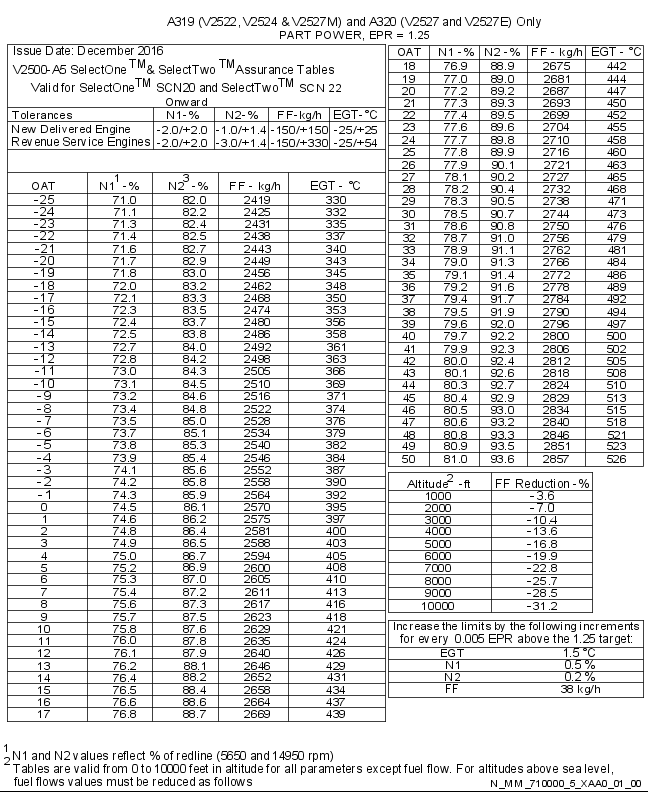 A319 (V2522, V2524 & V2527M) and A320 (V2527 and V2527E) Only
PART POWER, EPR = 1.25
Issue Date: December 2016
V2500-A5 SelectOne TM& SelectTwo TMAssurance Tables
Valid for SelectOneTM SCN20 and SelectTwoTM SCN 22
Onward
Tolerances N1-% N2-% FF-kg/h EGT-°C
New Delivered Engine -2.0/+2.0 -1.0/+1.4 -150/+150 -25/+25
Revenue Service Engines -2.0/+2.0 -3.0/+1.4 -150/+330 -25/+54
OAT N1 1 -% N2 3 -% FF - kg/h EGT - °C
-25 71.0 82.0 2419 330
-24 71.1 82.2 2425 332
-23 71.3 82.4 2431 335
-22 71.4 82.5 2438 337
-21 71.6 82.7 2443 340
-20 71.7 82.9 2449 343
-19 71.8 83.0 2456 345
-18 72.0 83.2 2462 348
-17 72.1 83.3 2468 350
-16 72.3 83.5 2474 353
-15 72.4 83.7 2480 356
-14 72.5 83.8 2486 358
-13 72.7 84.0 2492 361
-12 72.8 84.2 2498 363
-11 73.0 84.3 2505 366
-10 73.1 84.5 2510 369
-9 73.2 84.6 2516 371
-8 73.4 84.8 2522 374
-7 73.5 85.0 2528 376
-6 73.7 85.1 2534 379
-5 73.8 85.3 2540 382
-4 73.9 85.4 2546 384
-3 74.1 85.6 2552 387
-2 74.2 85.8 2558 390
-1 74.3 85.9 2564 392
0 74.5 86.1 2570 395
1 74.6 86.2 2575 397
2 74.8 86.4 2581 400
3 74.9 86.5 2588 403
4 75.0 86.7 2594 405
5 75.2 86.9 2600 408
6 75.3 87.0 2605 410
7 75.4 87.2 2611 413
8 75.6 87.3 2617 416
9 75.7 87.5 2623 418
10 75.8 87.6 2629 421
11 76.0 87.8 2635 424
12 76.1 87.9 2640 426
13 76.2 88.1 2646 429
14 76.4 88.2 2652 431
15 76.5 88.4 2658 434
16 76.6 88.6 2664 437
17 76.8 88.7 2669 439
OAT N1-% N2-% FF - kg/h EGT - °C
18 76.9 88.9 2675 442
19 77.0 89.0 2681 444
20 77.2 89.2 2687 447
21 77.3 89.3 2693 450
22 77.4 89.5 2699 452
23 77.6 89.6 2704 455
24 77.7 89.8 2710 458
25 77.8 89.9 2716 460
26 77.9 90.1 2721 463
27 78.1 90.2 2727 465
28 78.2 90.4 2732 468
29 78.3 90.5 2738 471
30 78.5 90.7 2744 473
31 78.6 90.8 2750 476
32 78.7 91.0 2756 479
33 78.9 91.1 2762 481
34 79.0 91.3 2766 484
35 79.1 91.4 2772 486
36 79.2 91.6 2778 489
37 79.4 91.7 2784 492
38 79.5 91.9 2790 494
39 79.6 92.0 2796 497
40 79.7 92.2 2800 500
41 79.9 92.3 2806 502
42 80.0 92.4 2812 505
43 80.1 92.6 2818 508
44 80.3 92.7 2824 510
45 80.4 92.9 2829 513
46 80.5 93.0 2834 515
47 80.6 93.2 2840 518
48 80.8 93.3 2846 521
49 80.9 93.5 2851 523
50 81.0 93.6 2857 526
Altitude2 -ft FF Reduction - %
1000 -3.6
2000 -7.0
3000 -10.4
4000 -13.6
5000 -16.8
6000 -19.9
7000 -22.8
8000 -25.7
9000 -28.5
10000 -31.2
Increase the limits by the following increments
for every 0.005 EPR above the 1.25 target:
EGT 1.5 °C
N1 0.5 %
N2 0.2 %
FF 38 kg/h
1 N1 and N2 values reflect % of redline (5650 and 14950 rpm)
2 Tables are valid from 0 to 10000 feet in altitude for all parameters except fuel flow. For altitudes above sea level,
fuel flows values must be reduced as follows
N_MM_710000_5_XAA0_01_00